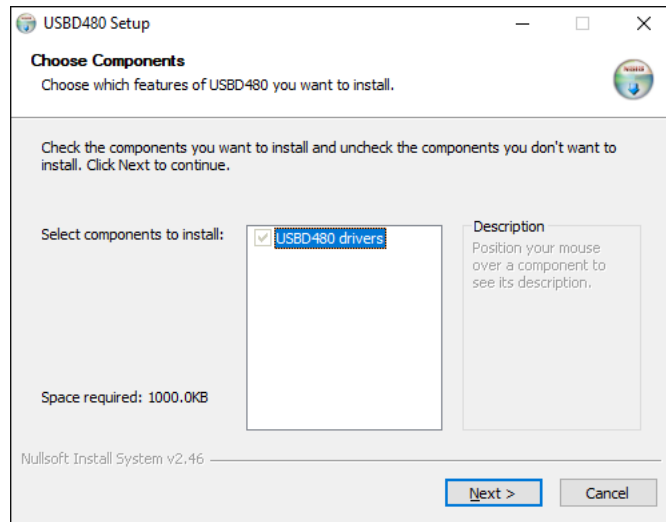 USBD480 Setup
Choose Components
Choose which features of USBD480 you want to install.
Check the components you want to install and uncheck the components you don't want to
install. Click Next to continue.
Select components to install:
USBD480 drivers
Description
Position your mouse
over a component to
see its description.
Space required: 1000.0KB
Nullsoft Install System v2.46
Next >
Cancel